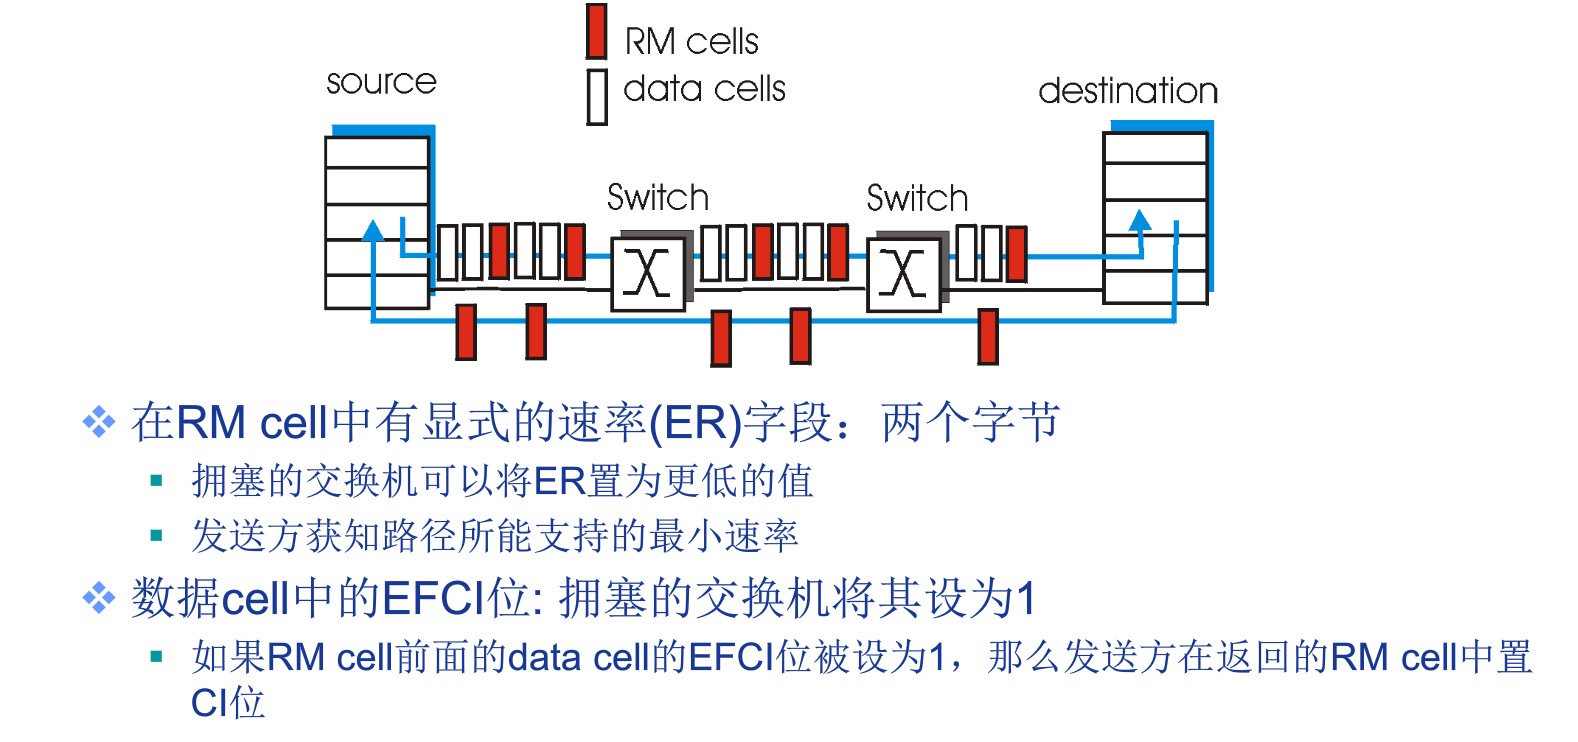 RM cells
data cells
source
destination
Switch
Switch
在RM cell中有显式的速率(ER)字段：两个字节
拥塞的交换机可以将ER置为更低的值
发送方获知路径所能支持的最小速率
数据cell中的EFCI位: 拥塞的交换机将其设为1
如果RM cell前面的data cell的EFCI位被设为1，那么发送方在返回的RM cell中置
CI位